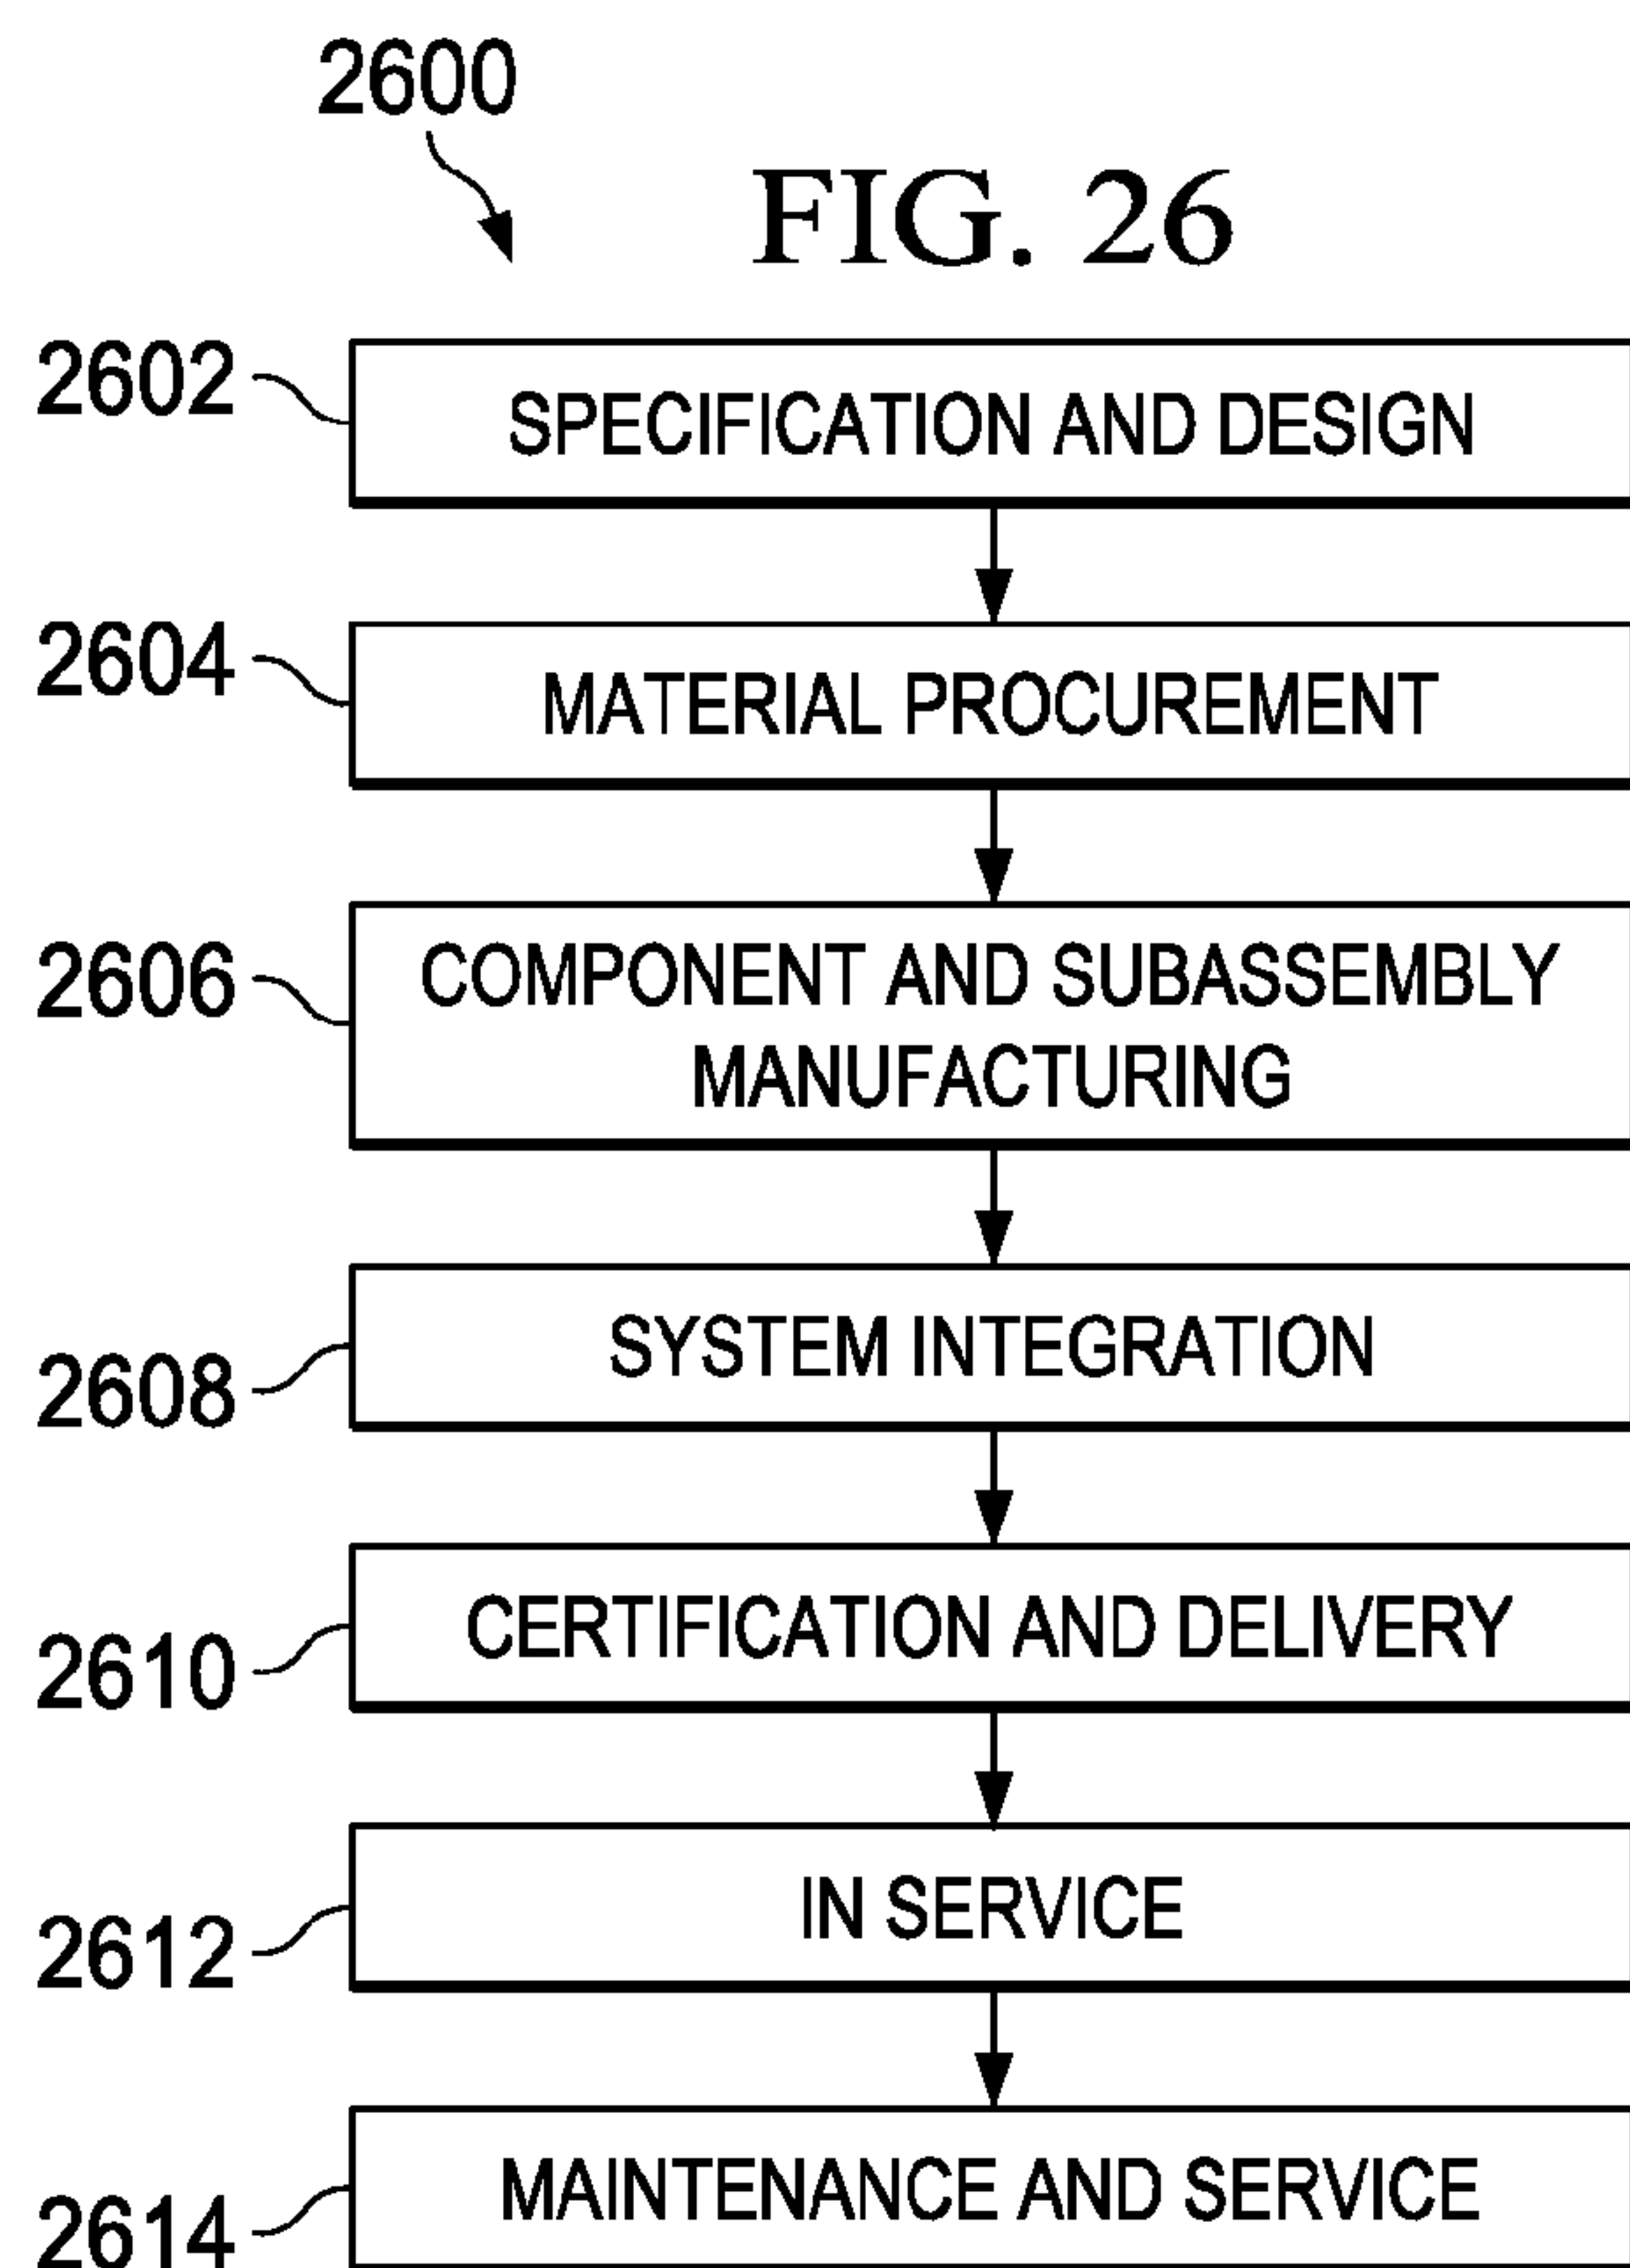 2600
FIG. 26
2602
SPECIFICATION AND DESIGN
2604
MATERIAL PROCUREMENT
2606
COMPONENT AND SUBASSEMBLY
MANUFACTURING
2608
SYSTEM INTEGRATION
2610
CERTIFICATION AND DELIVERY
2612
IN SERVICE
2614
MAINTENANCE AND SERVICE